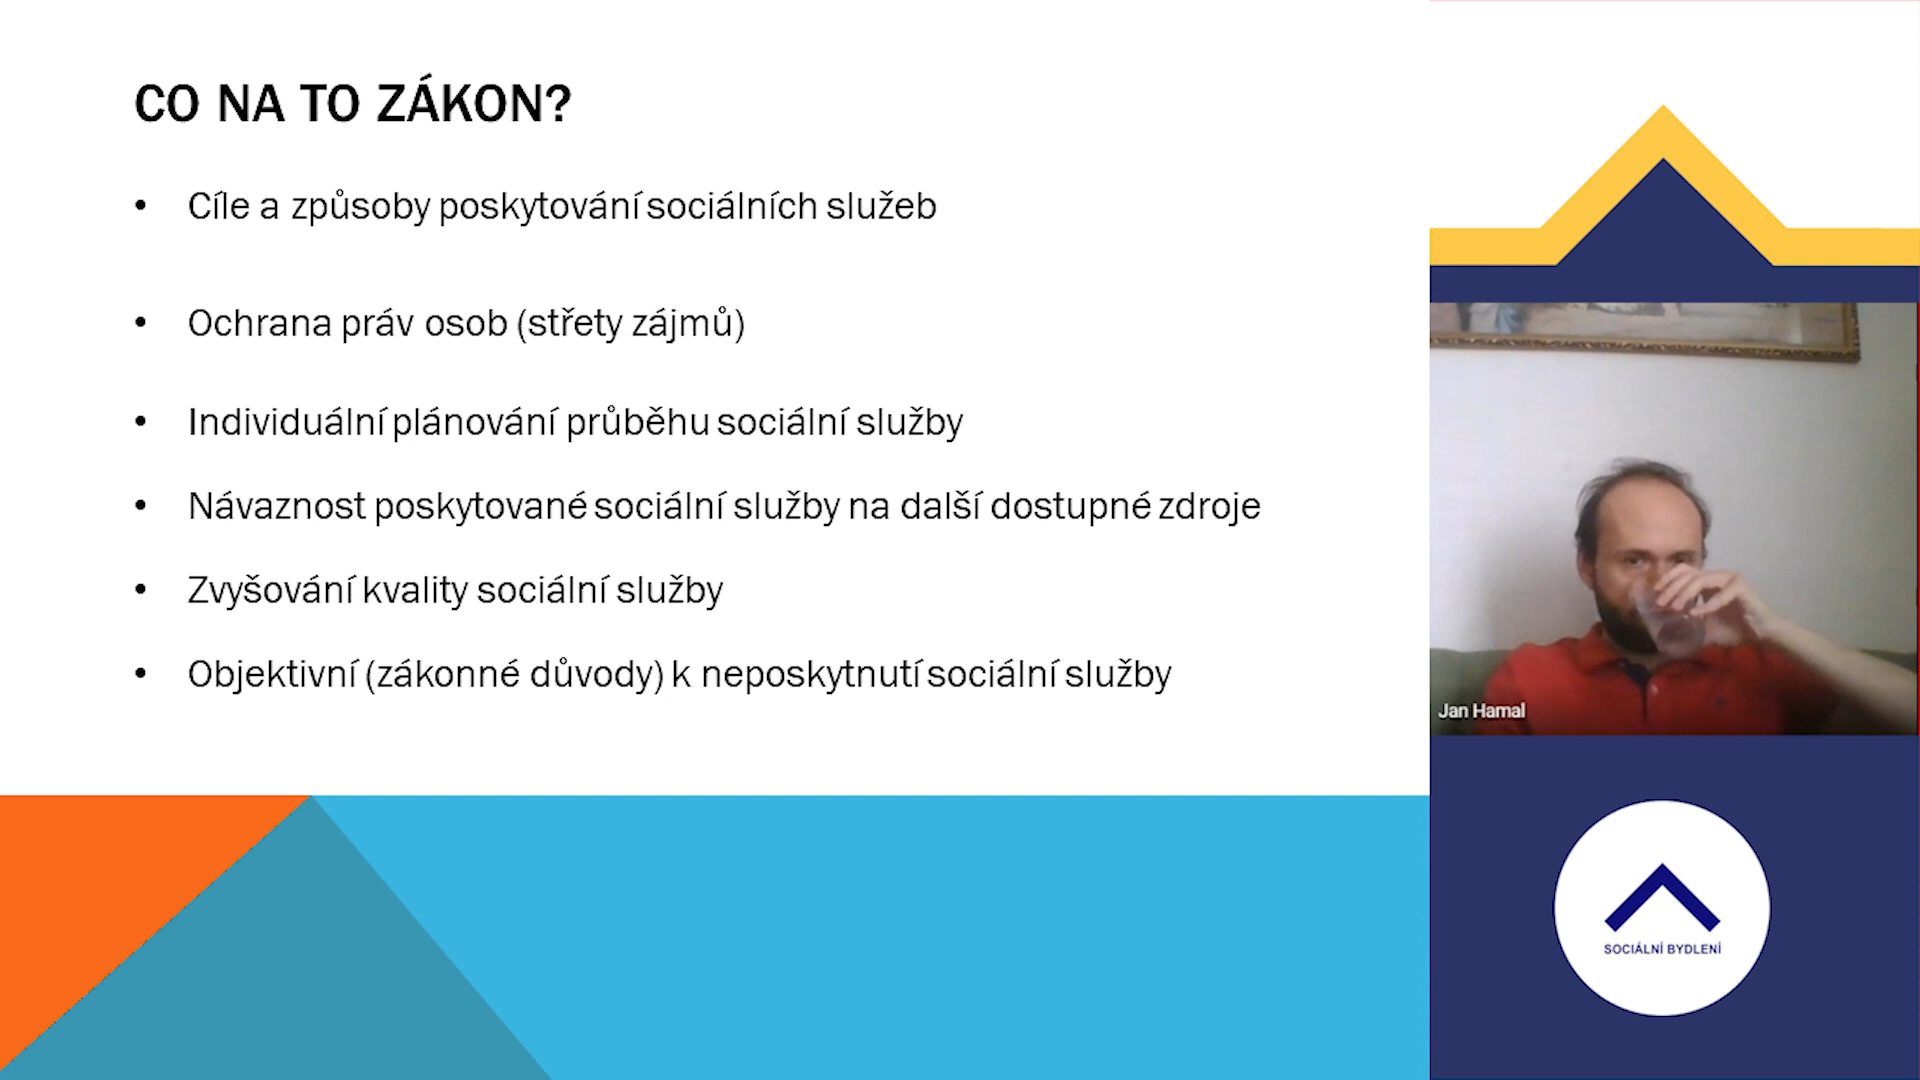 CO NA TO ZÁKON?
• Cíle a způsoby poskytování sociálních služeb
• Ochrana práv osob (střety zájmů)
• Individuální plánování průběhu sociální služby
• Návaznost poskytované sociální služby na další dostupné zdroje
• Zvyšování kvality sociální služby
• Objektivní (zákonné důvody) k neposkytnutí sociální služby
Jan Hamal
SOCIÁLNÍ BYDLENÍ